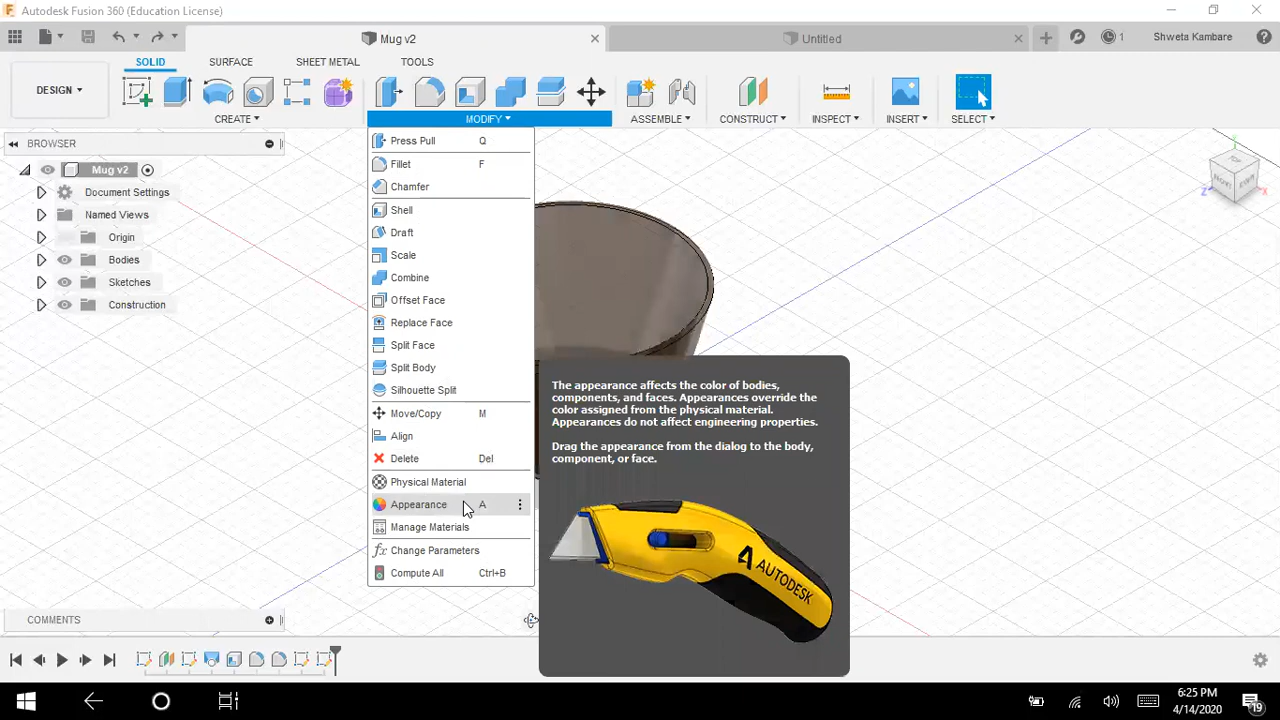 Autodesk Fusion 360 (Education License)
Mug v2
Untitled
1
Shweta Kambare
SOLID
SURFACE
SHEET METAL
TOOLS
DESIGN
CREATE
MODIFY
ASSEMBLE
CONSTRUCT
INSPECT
INSERT
SELECT
BROWSER
Mug v2
Document Settings
Named Views
Origin
Bodies
Sketches
Construction
Press Pull Q
Fillet F
Chamfer
Shell
Draft
Scale
Combine
Offset Face
Replace Face
Split Face
Split Body
Silhouette Split
Move/Copy M
Align
Delete Del
Physical Material
Appearance A
Manage Materials
Change Parameters
Compute All Ctrl+B
The appearance affects the color of bodies,
components, and faces. Appearances override the
color assigned from the physical material.
Appearances do not affect engineering properties.
Drag the appearance from the dialog to the body,
component, or face.
AUTODESK
Z
X
COMMENTS
6:25 PM
4/14/2020
19